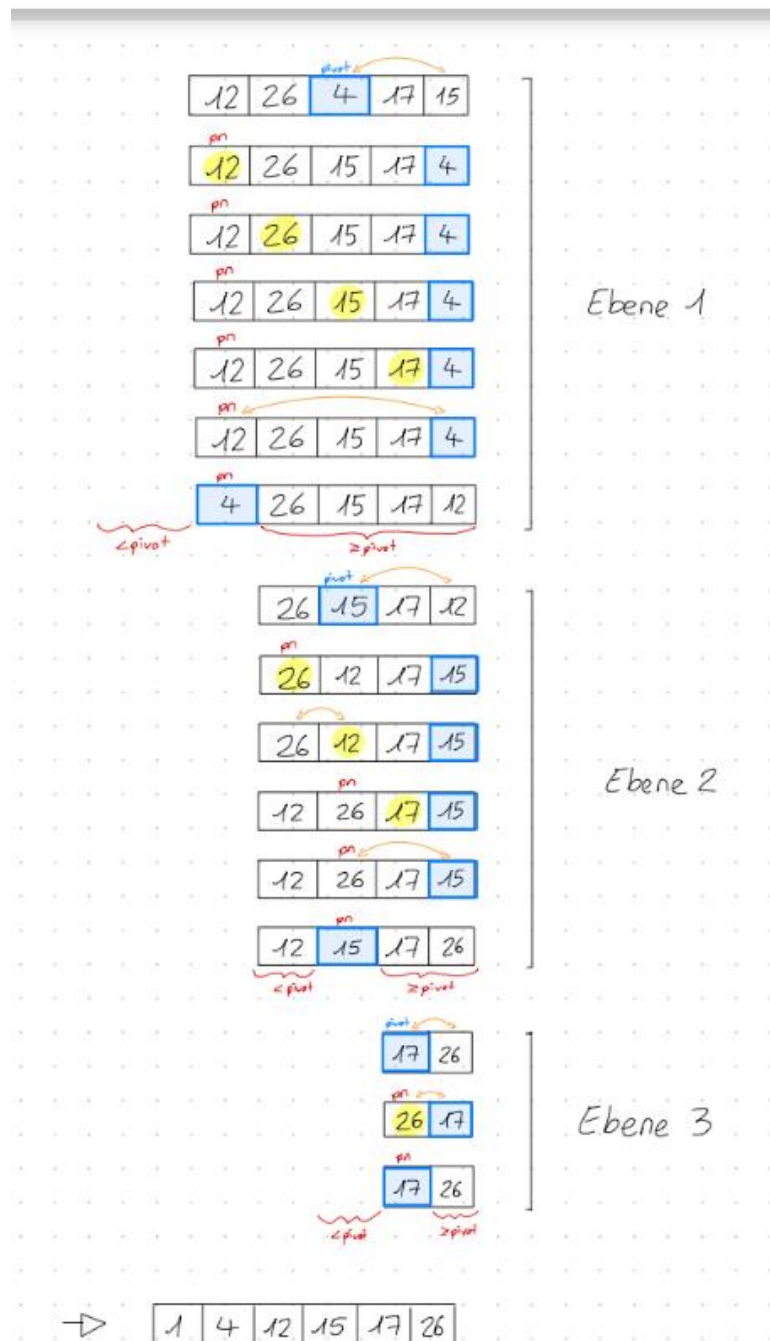 pivot
12 26 4 17 15
pn
12 26 15 17 4
pn
12 26 15 17 4
pn
12 26 15 17 4
Ebene 1
pn
12 26 15 17 4
pn
12 26 15 17 4
pn
4 26 15 17 12
< pivot ≥ pivot
pivot
26 15 17 12
pn
26 12 17 15
26 12 17 15
Ebene 2
pn
12 26 17 15
pn
12 26 17 15
pn
12 15 17 26
< pivot ≥ pivot
pivot
17 26
pn
26 17
Ebene 3
pn
17 26
< pivot ≥ pivot
→ 1 4 12 15 17 26